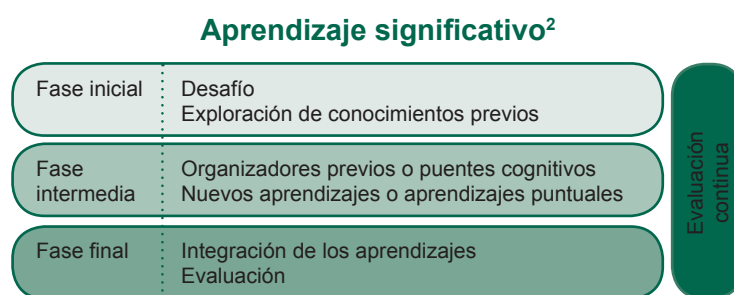 Aprendizaje significativo²
Fase inicial
Desafío
Exploración de conocimientos previos
Fase
intermedia
Organizadores previos o puentes cognitivos
Nuevos aprendizajes o aprendizajes puntuales
Fase final
Integración de los aprendizajes
Evaluación
Evaluación
continua